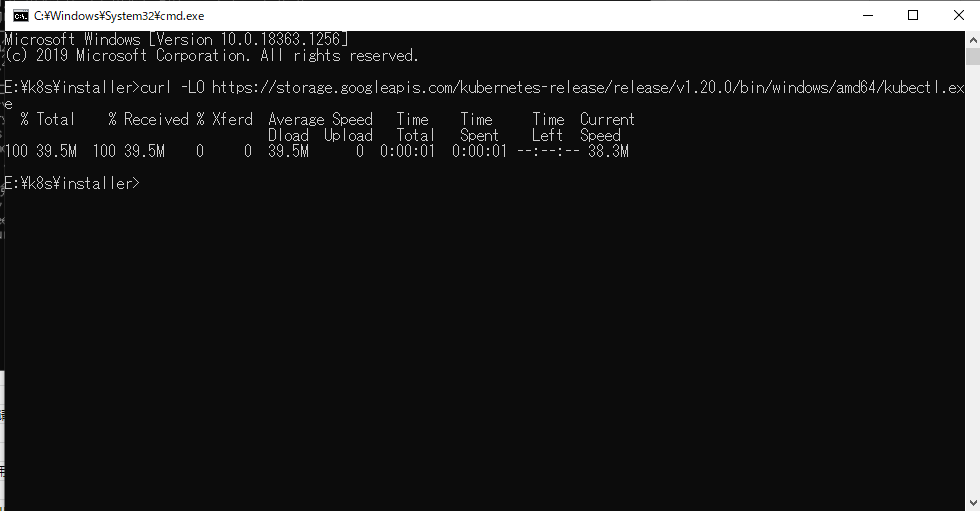 C:¥Windows¥System32¥cmd.exe
Microsoft Windows [Version 10.0.18363.1256]
(c) 2019 Microsoft Corporation. All rights reserved.
E:¥k8s¥installer>curl -LO https://storage.googleapis.com/kubernetes-release/release/v1.20.0/bin/windows/amd64/kubectl.ex
e
% Total % Received % Xferd Average Speed Time Time Time Current
Dload Upload Total Spent Left Speed
100 39.5M 100 39.5M 0 0 39.5M 0 0:00:01 0:00:01 --:--:-- 38.3M
E:¥k8s¥installer>